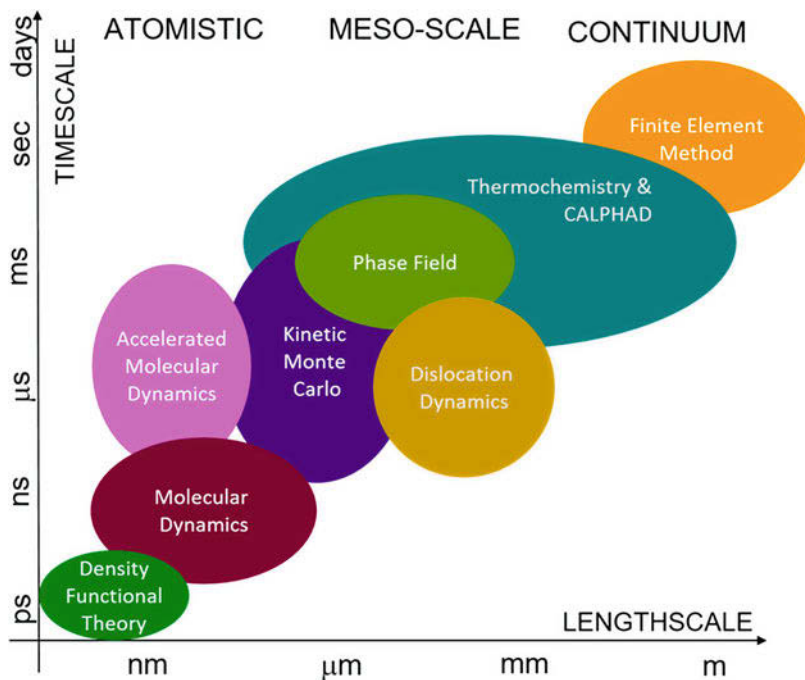 ATOMISTIC MESO-SCALE CONTINUUM
days
sec
ms
μs
ns
ps
TIMESCALE
Finite Element
Method
Thermochemistry &
CALPHAD
Phase Field
Accelerated
Molecular
Dynamics
Kinetic
Monte
Carlo
Dislocation
Dynamics
Molecular
Dynamics
Density
Functional
Theory
LENGTHSCALE
nm μm mm m